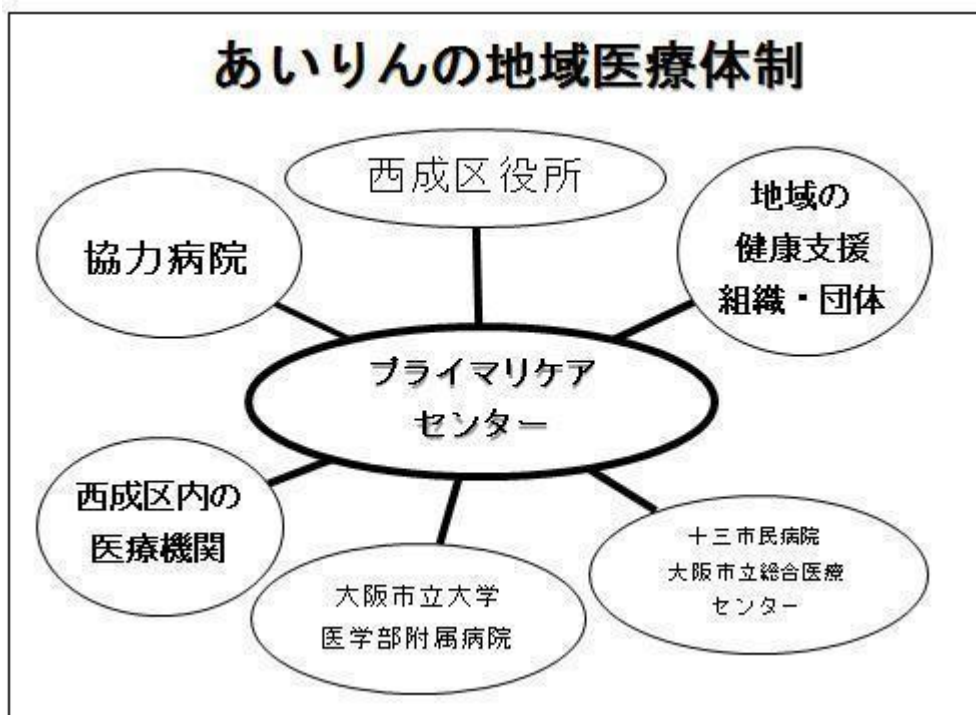 あいりんの地域医療体制
西成区役所
協力病院
地域の
健康支援
組織・団体
プライマリケア
センター
西成区内の
医療機関
大阪市立大学
医学部附属病院
十三市民病院
大阪市立総合医療
センター